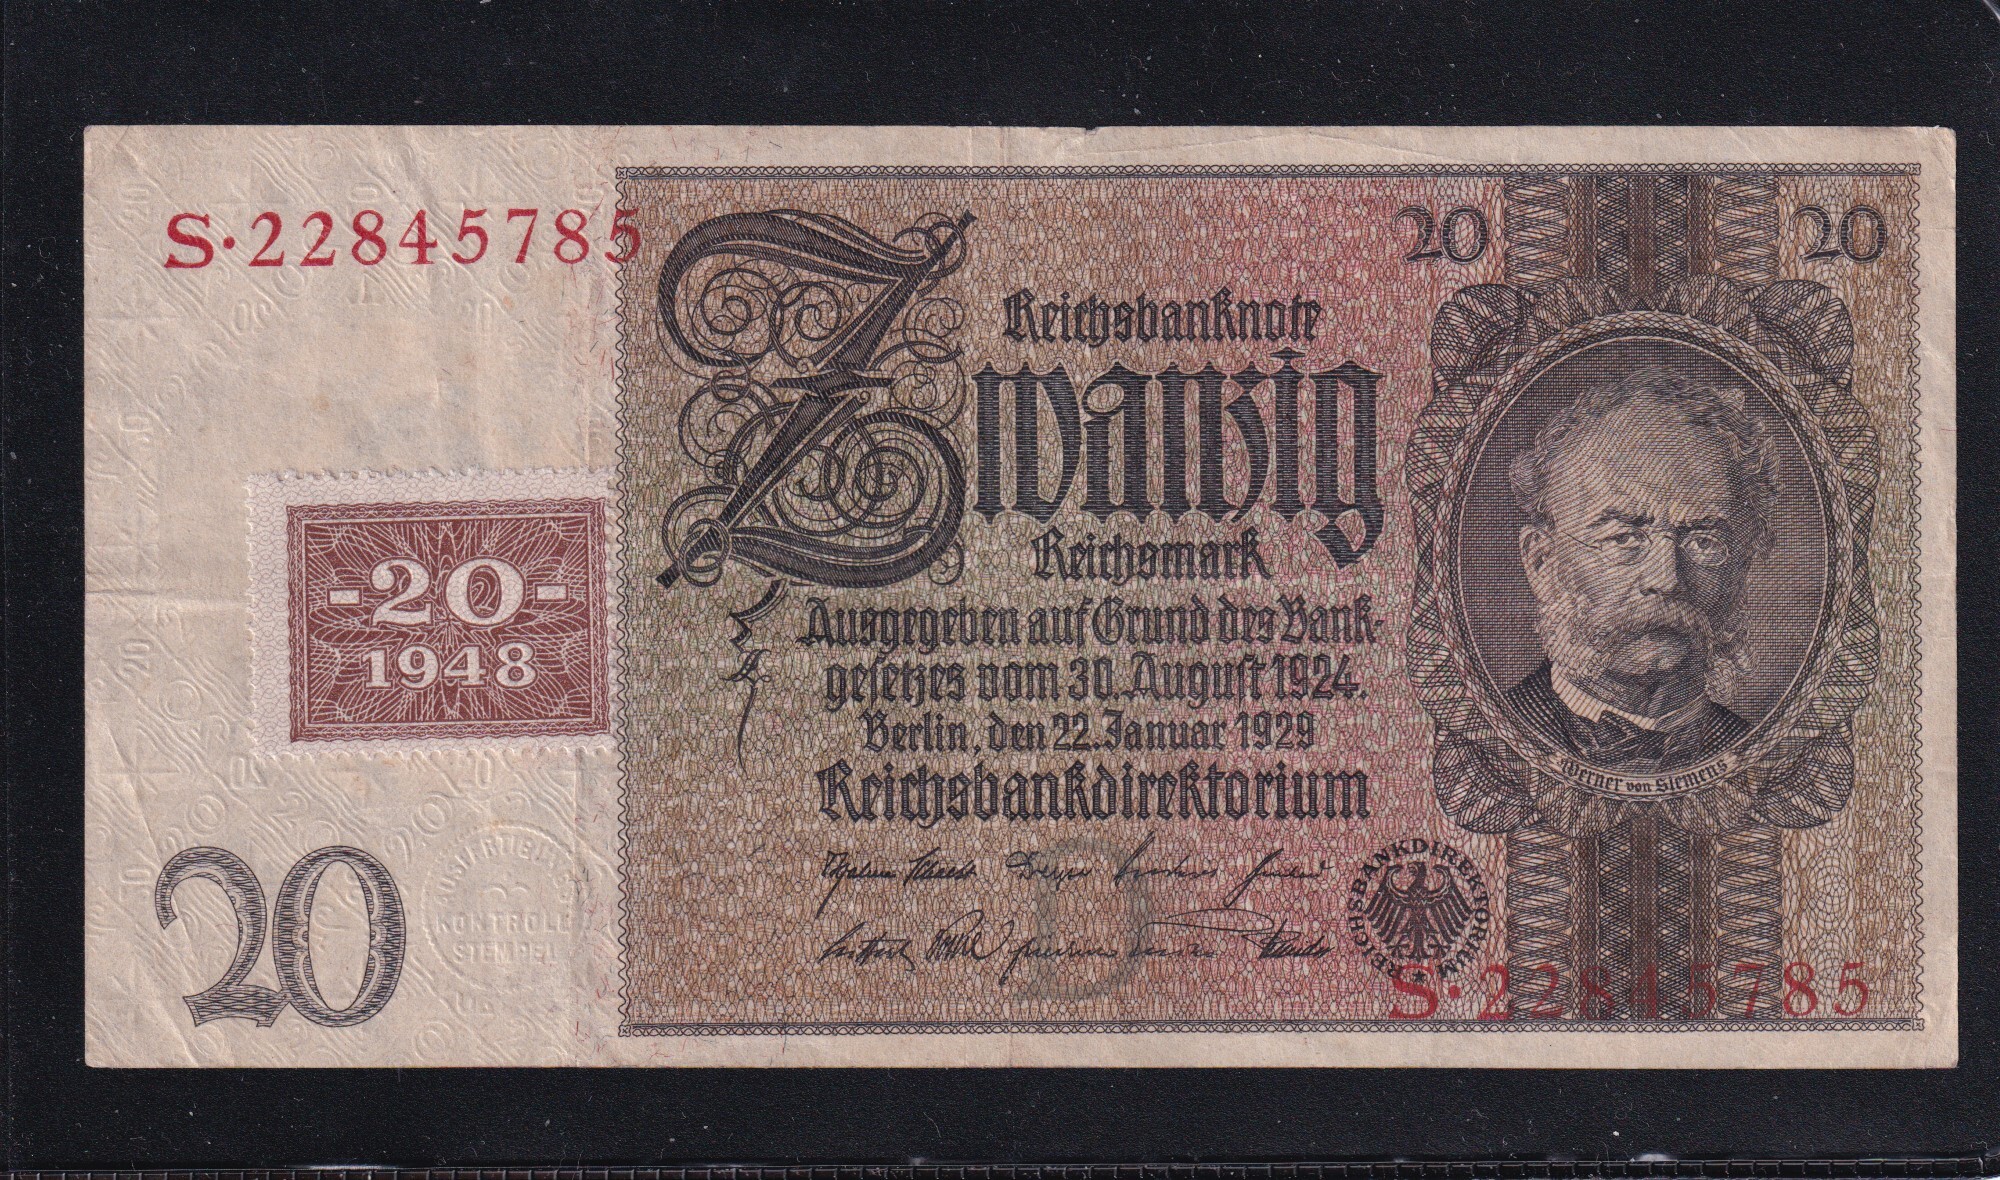 S·22845785
20
20
Reichsbanknote
Zwanzig
Reichsmark
Ausgegeben auf Grund des Bank-
gesetzes vom 30. August 1924.
Berlin, den 22. Januar 1929
Reichsbankdirektorium
-20-
1948
Werner von Siemens
20
AUSFERTIGUNGS
KONTROLL
STEMPEL
D
REICHSBANKDIREKTORIUM
S·22845785